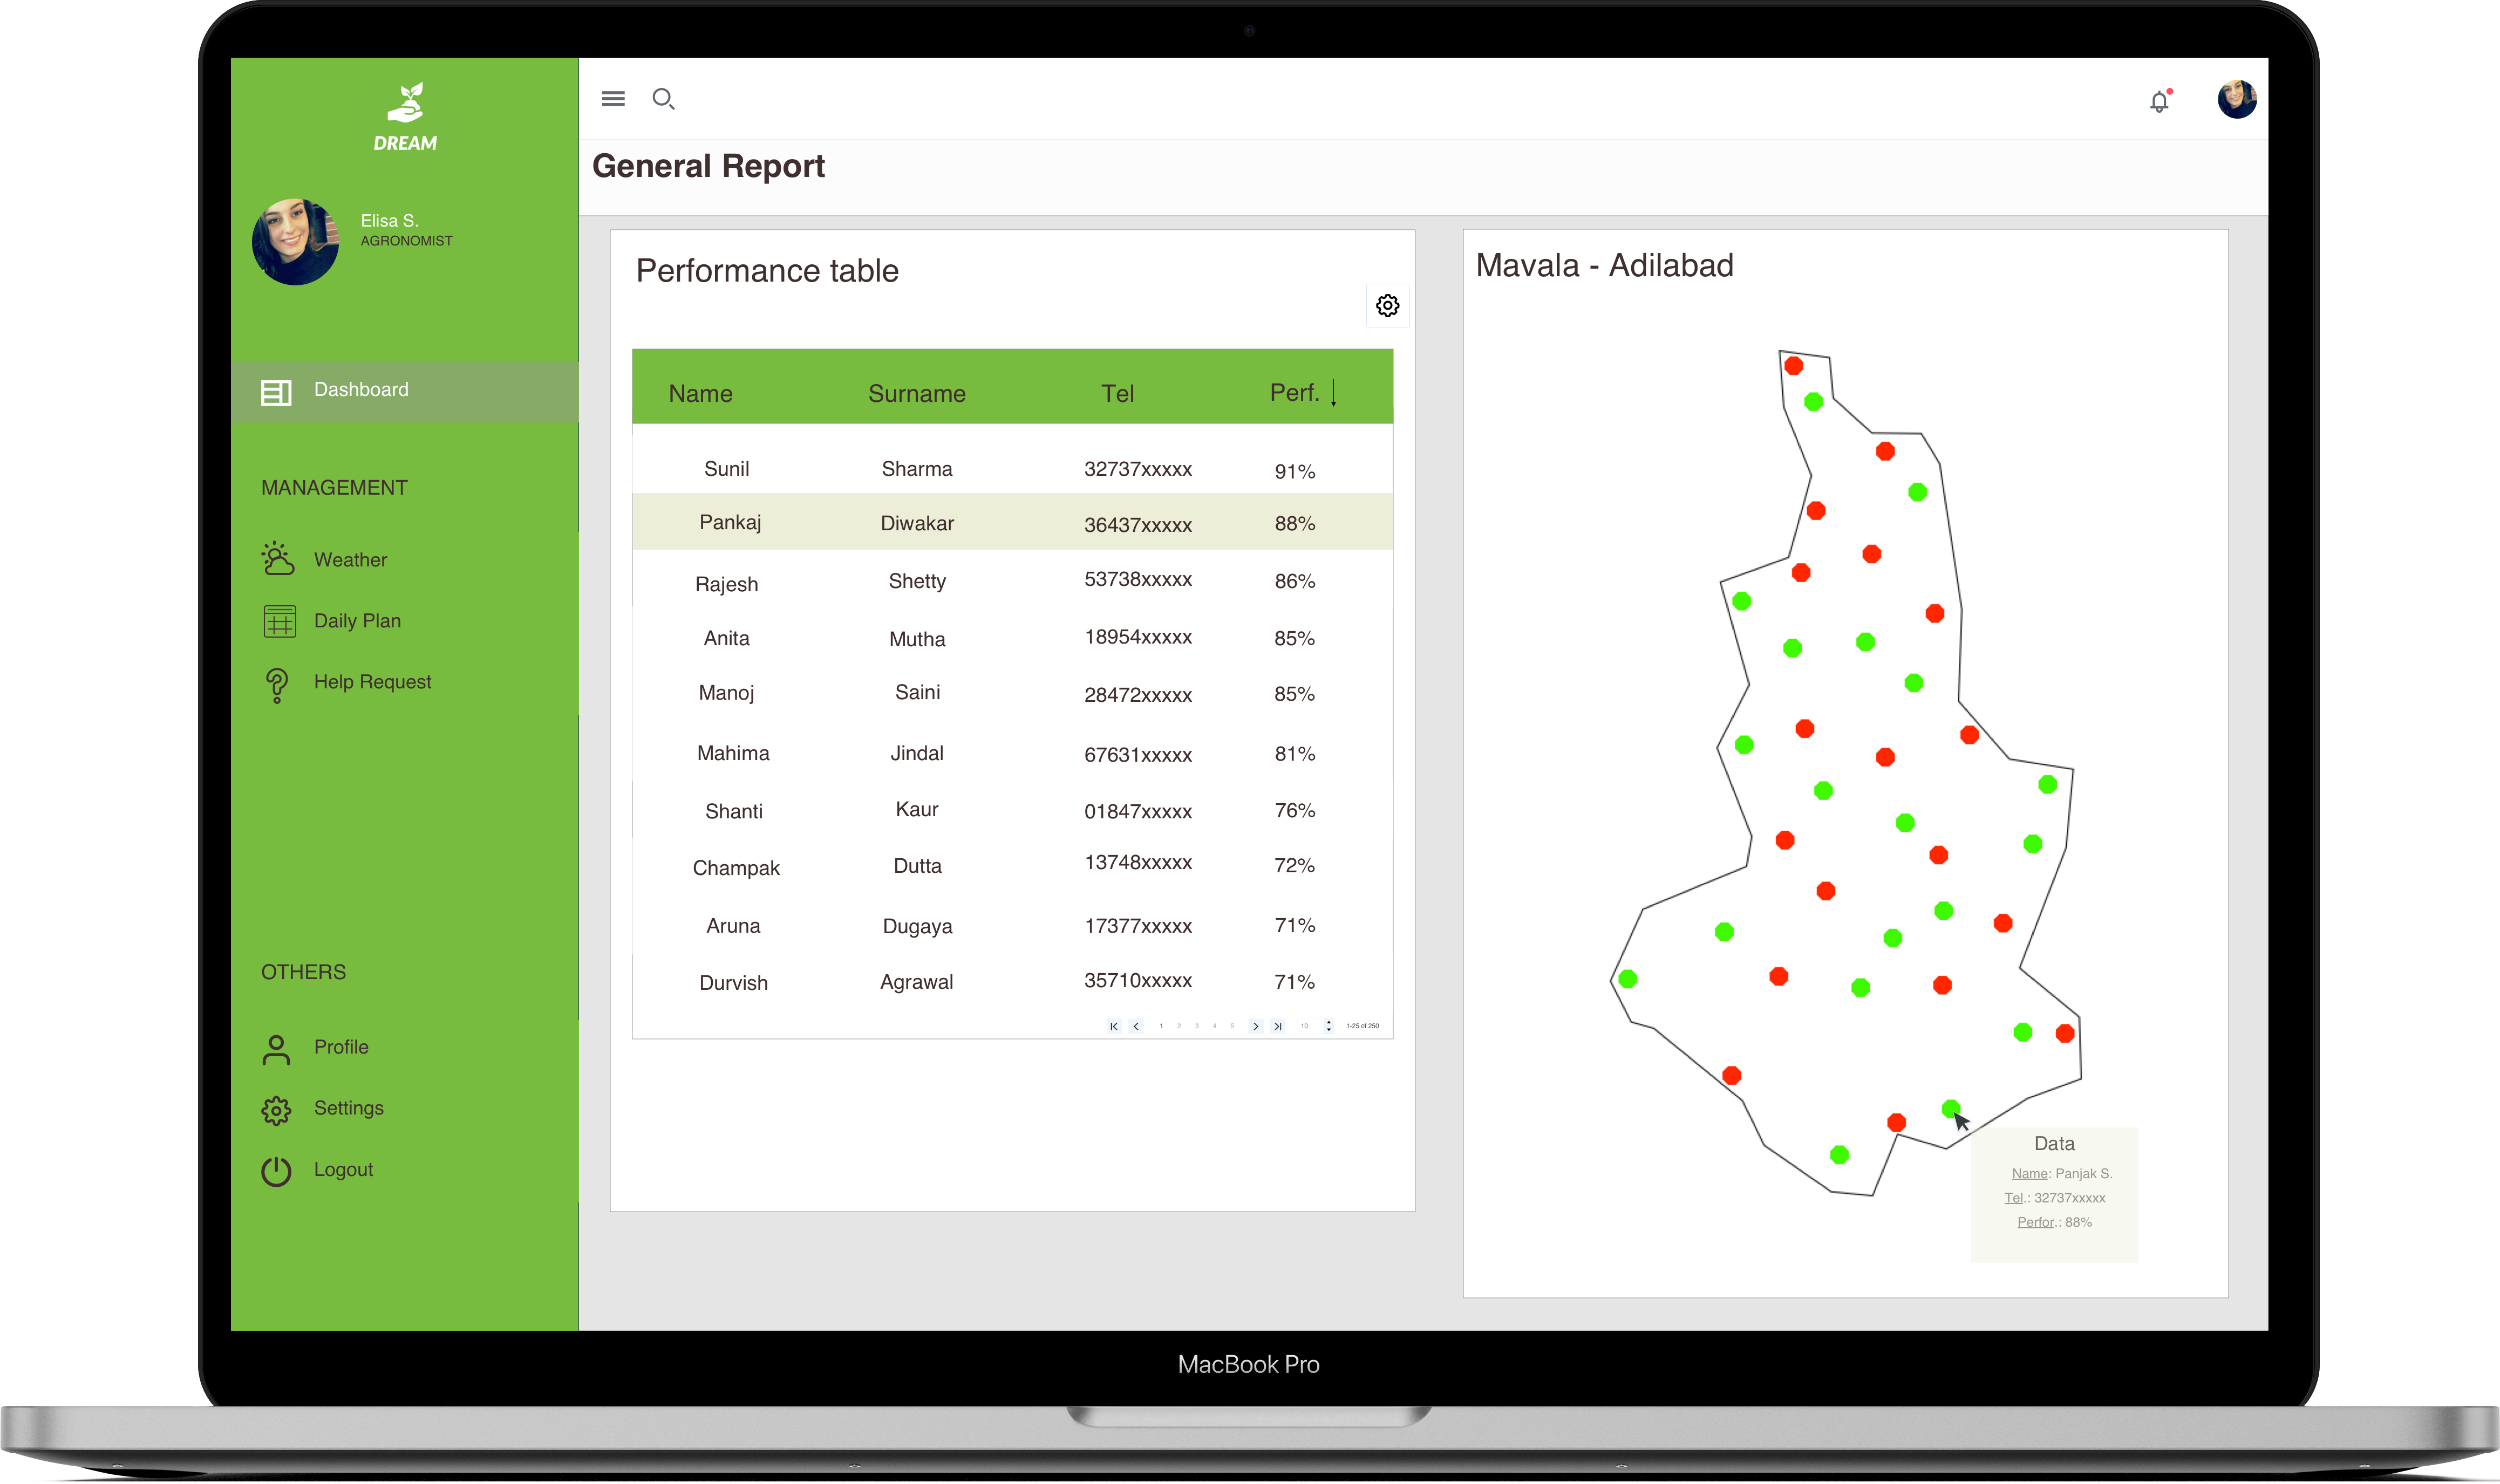 DREAM
Elisa S.
AGRONOMIST
Dashboard
MANAGEMENT
Weather
Daily Plan
Help Request
OTHERS
Profile
Settings
Logout
General Report
Performance table
Name Surname Tel Perf.
Sunil Sharma 32737xxxxx 91%
Pankaj Diwakar 36437xxxxx 88%
Rajesh Shetty 53738xxxxx 86%
Anita Mutha 18954xxxxx 85%
Manoj Saini 28472xxxxx 85%
Mahima Jindal 67631xxxxx 81%
Shanti Kaur 01847xxxxx 76%
Champak Dutta 13748xxxxx 72%
Aruna Dugaya 17377xxxxx 71%
Durvish Agrawal 35710xxxxx 71%
1 2 3 4 5 10 1-25 of 250
Mavala - Adilabad
Data
Name: Panjak S.
Tel.: 32737xxxxx
Perfor.: 88%
MacBook Pro